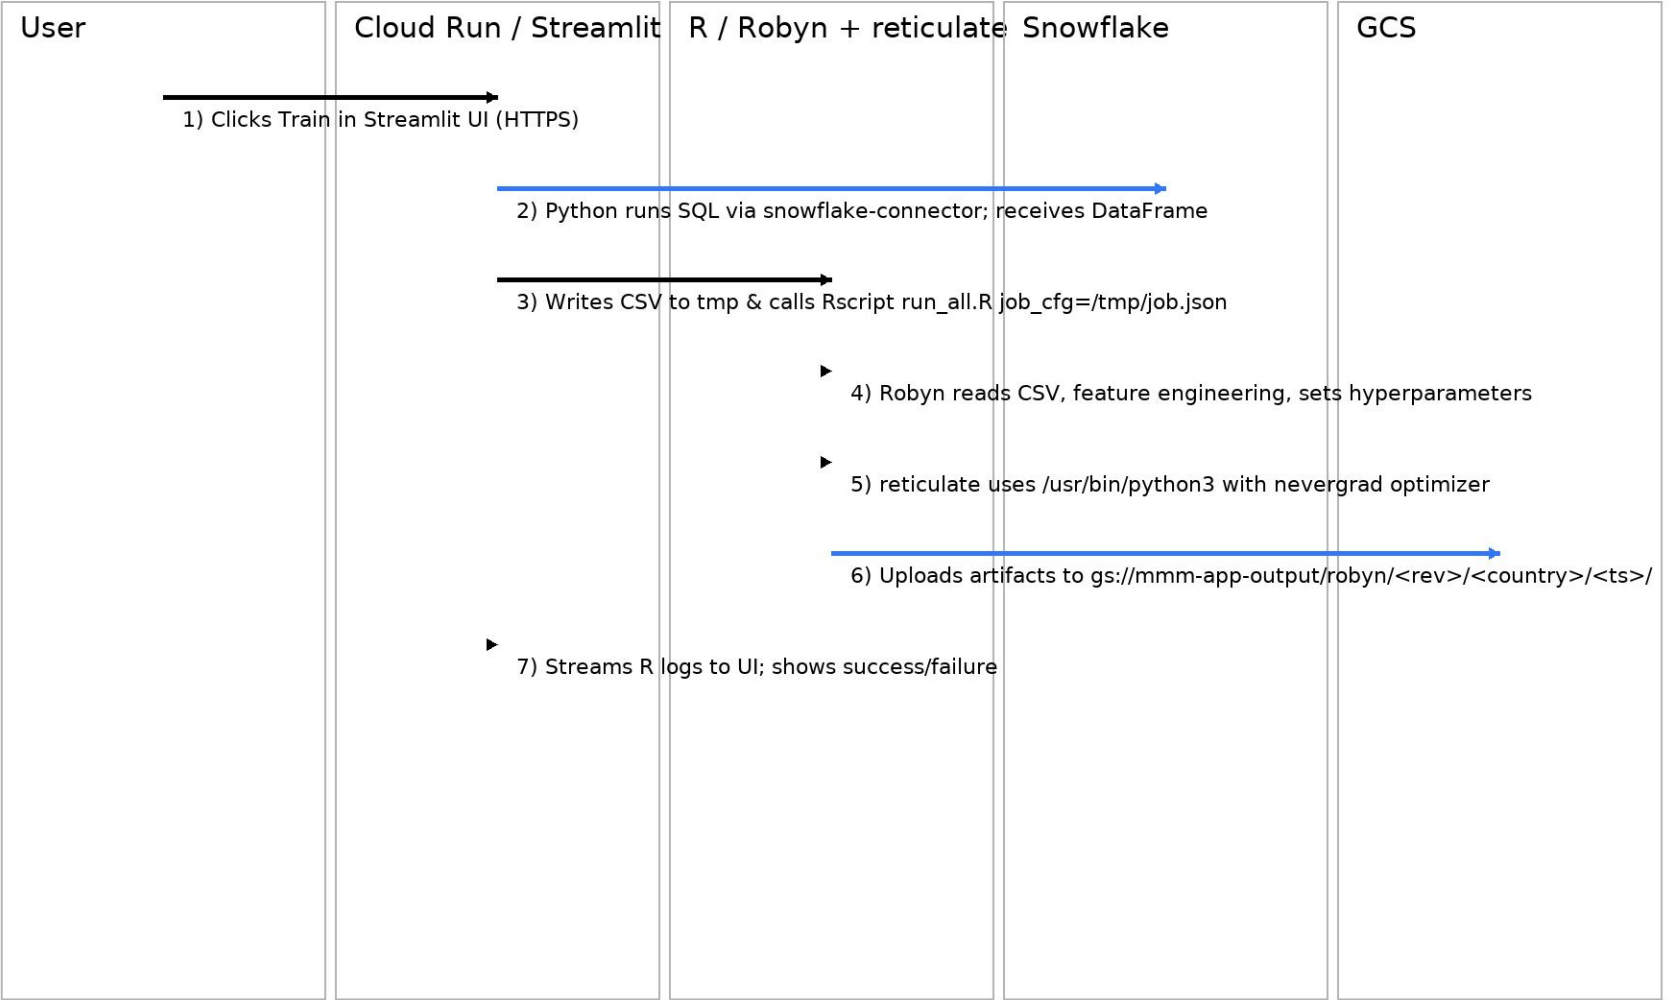 User
Cloud Run / Streamlit
R / Robyn + reticulate
Snowflake
GCS
1) Clicks Train in Streamlit UI (HTTPS)
2) Python runs SQL via snowflake-connector; receives DataFrame
3) Writes CSV to tmp & calls Rscript run_all.R job_cfg=/tmp/job.json
4) Robyn reads CSV, feature engineering, sets hyperparameters
5) reticulate uses /usr/bin/python3 with nevergrad optimizer
6) Uploads artifacts to gs://mmm-app-output/robyn/<rev>/<country>/<ts>/
7) Streams R logs to UI; shows success/failure